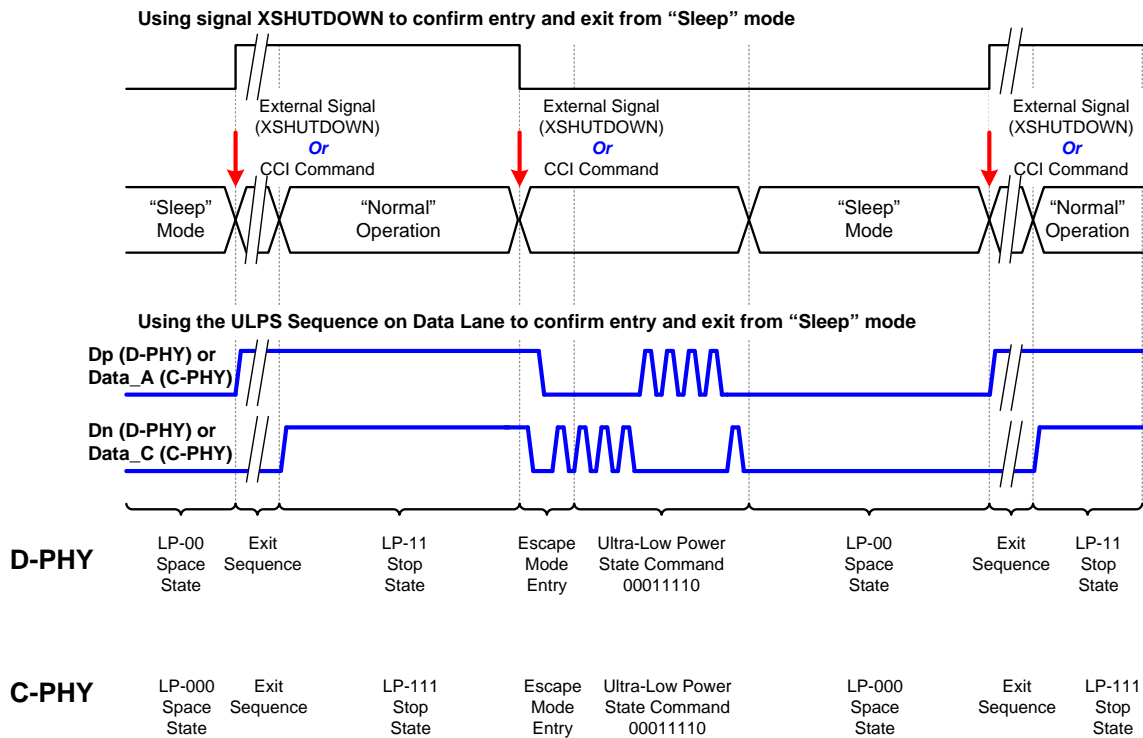 Using signal XSHUTDOWN to confirm entry and exit from “Sleep” mode
External Signal
(XSHUTDOWN)
Or
CCI Command
External Signal
(XSHUTDOWN)
Or
CCI Command
External Signal
(XSHUTDOWN)
Or
CCI Command
“Sleep”
Mode
“Normal”
Operation
“Sleep”
Mode
“Normal”
Operation
Using the ULPS Sequence on Data Lane to confirm entry and exit from “Sleep” mode
Dp (D-PHY) or
Data_A (C-PHY)
Dn (D-PHY) or
Data_C (C-PHY)
D-PHY
LP-00
Space
State
Exit
Sequence
LP-11
Stop
State
Escape
Mode
Entry
Ultra-Low Power
State Command
00011110
LP-00
Space
State
Exit
Sequence
LP-11
Stop
State
C-PHY
LP-000
Space
State
Exit
Sequence
LP-111
Stop
State
Escape
Mode
Entry
Ultra-Low Power
State Command
00011110
LP-000
Space
State
Exit
Sequence
LP-111
Stop
State